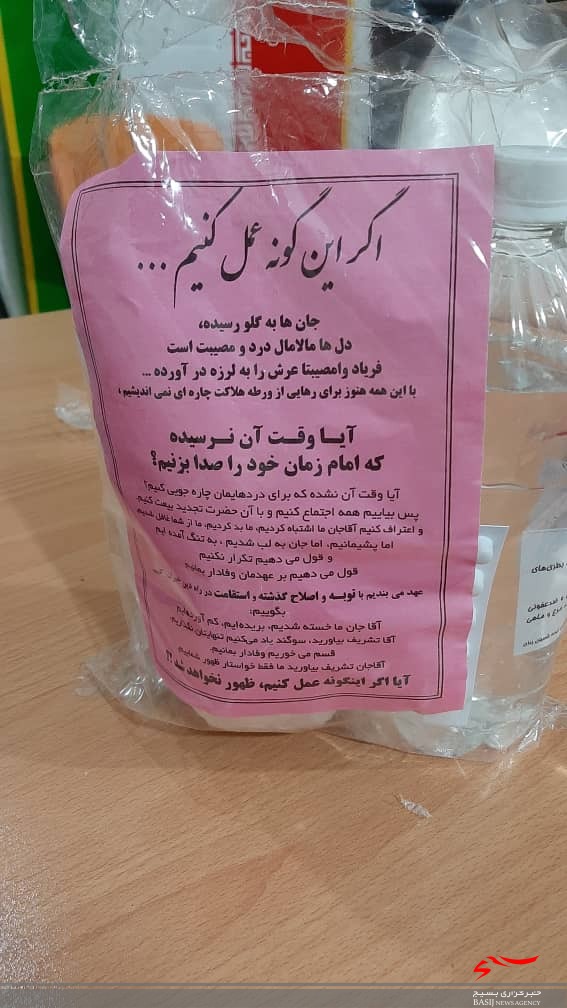 اگر این گونه عمل کنیم ...
جان ها به گلو رسیده،
دل ها مالامال درد و مصیبت است
فریاد وامصیبتا عرش را به لرزه در آورده ...
با این همه هنوز برای رهایی از ورطه هلاکت چاره ای نمی اندیشیم ،
آیا وقت آن نرسیده
که امام زمان خود را صدا بزنیم؟
آیا وقت آن نشده که برای دردهایمان چاره جویی کنیم؟
پس بیاییم همه اجتماع کنیم و با آن حضرت تجدید بیعت کنیم.
و اعتراف کنیم آقاجان ما اشتباه کردیم، ما بد کردیم، ما از شما غافل شدیم
اما پشیمانیم، اما جان به لب شدیم ، به تنگ آمده ایم
و قول می دهیم تکرار نکنیم
قول می دهیم بر عهدمان وفادار بمانیم
عهد می بندیم با توبه و اصلاح گذشته و استقامت در راه
بگوییم:
آقا جان ما خسته شدیم، بریده‌ایم، کم آورده‌ایم
آقا تشریف بیاورید، سوگند یاد می‌کنیم تنهایتان نگذاریم.
قسم می خوریم وفادار بمانیم.
آقاجان تشریف بیاورید ما فقط خواستار ظهور شماییم
آیا اگر اینگونه عمل کنیم، ظهور نخواهد شد ؟!
بطری‌های
ضدعفونی
خبرگزاری بسیج
BASIJ NEWS AGENCY